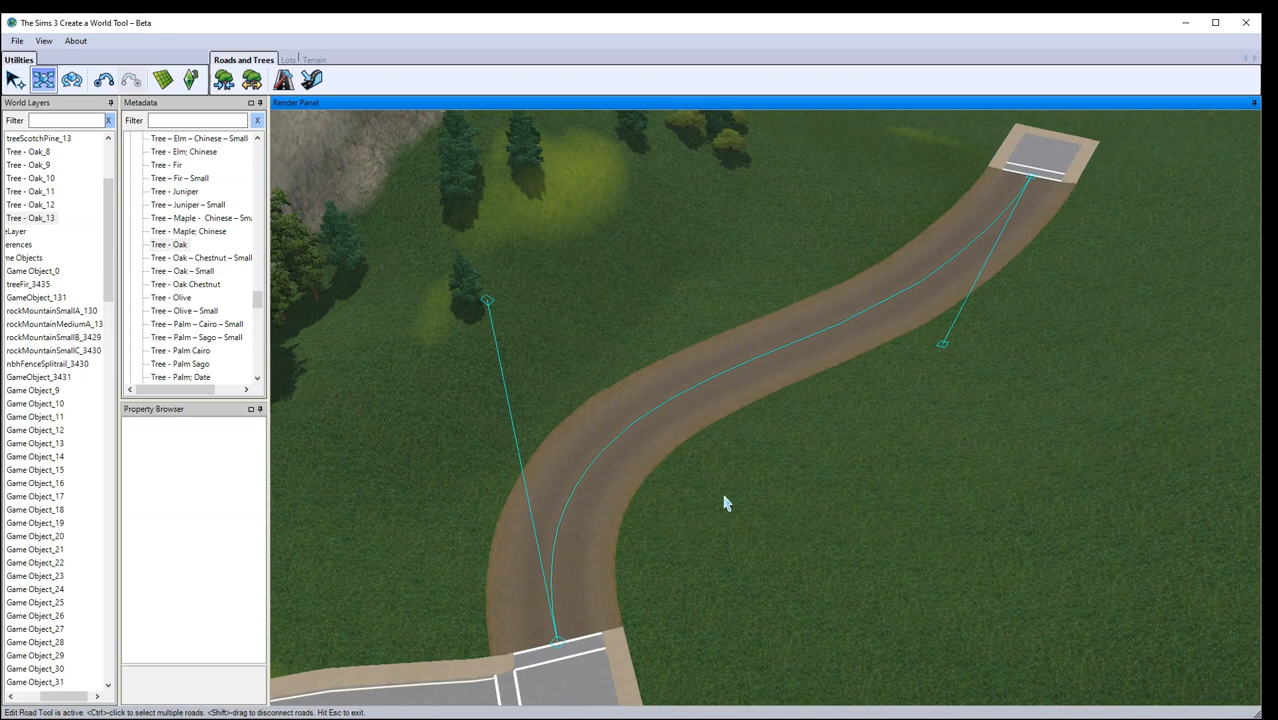 The Sims 3 Create a World Tool – Beta
File View About
Utilities Roads and Trees Lots Terrain
World Layers
Filter X
treeScotchPine_13
Tree - Oak_8
Tree - Oak_9
Tree - Oak_10
Tree - Oak_11
Tree - Oak_12
Tree - Oak_13
eLayer
erences
me Objects
Game Object_0
treeFir_3435
GameObject_131
rockMountainSmallA_130
rockMountainMediumA_13
rockMountainSmallB_3429
rockMountainSmallC_3430
nbhFenceSplitrail_3430
GameObject_3431
Game Object_9
Game Object_10
Game Object_11
Game Object_12
Game Object_13
Game Object_14
Game Object_15
Game Object_16
Game Object_17
Game Object_18
Game Object_19
Game Object_20
Game Object_21
Game Object_22
Game Object_23
Game Object_24
Game Object_25
Game Object_26
Game Object_27
Game Object_28
Game Object_29
Game Object_30
Game Object_31
Metadata
Filter X
Tree – Elm – Chinese – Small
Tree - Elm; Chinese
Tree - Fir
Tree - Fir – Small
Tree - Juniper
Tree – Juniper – Small
Tree – Maple - Chinese – Sma
Tree - Maple; Chinese
Tree - Oak
Tree – Oak – Chestnut – Small
Tree – Oak – Small
Tree - Oak Chestnut
Tree - Olive
Tree – Olive – Small
Tree – Palm – Cairo – Small
Tree – Palm – Sago – Small
Tree - Palm Cairo
Tree - Palm Sago
Tree - Palm; Date
Property Browser
Render Panel
Edit Road Tool is active. <Ctrl>-click to select multiple roads. <Shift>-drag to disconnect roads. Hit Esc to exit.